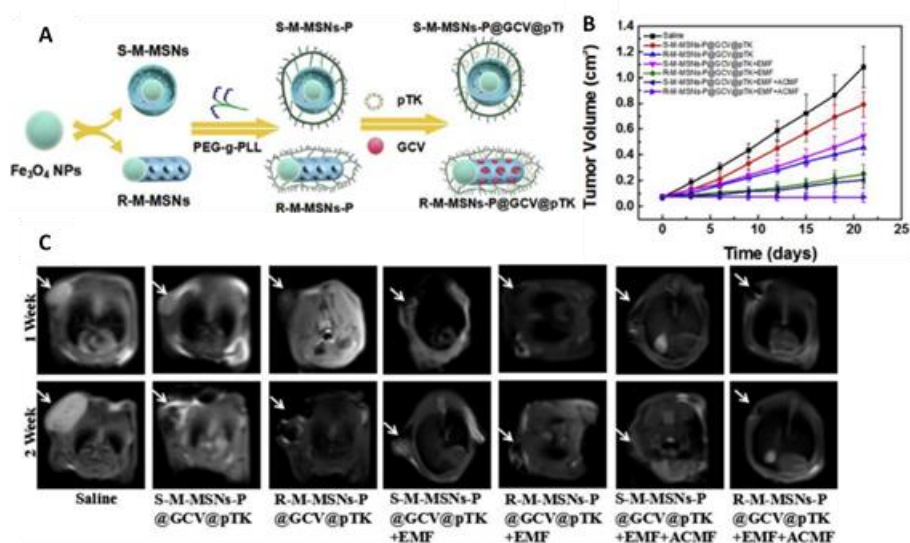 A
S-M-MSNs
S-M-MSNs-P
S-M-MSNs-P@GCV@pTK
Fe₃O₄ NPs
PEG-g-PLL
pTK
GCV
R-M-MSNs
R-M-MSNs-P
R-M-MSNs-P@GCV@pTK
B
Tumor Volume (cm³)
1.4
1.2
1.0
0.8
0.6
0.4
0.2
0.0
Saline
S-M-MSNs-P@GCV@pTK
R-M-MSNs-P@GCV@pTK
S-M-MSNs-P@GCV@pTK+EMF
R-M-MSNs-P@GCV@pTK+EMF
S-M-MSNs-P@GCV@pTK+EMF+ACMF
R-M-MSNs-P@GCV@pTK+EMF+ACMF
0 5 10 15 20 25
Time (days)
C
1 Week
2 Week
Saline
S-M-MSNs-P
@GCV@pTK
R-M-MSNs-P
@GCV@pTK
S-M-MSNs-P
@GCV@pTK
+EMF
R-M-MSNs-P
@GCV@pTK
+EMF
S-M-MSNs-P
@GCV@pTK
+EMF+ACMF
R-M-MSNs-P
@GCV@pTK
+EMF+ACMF